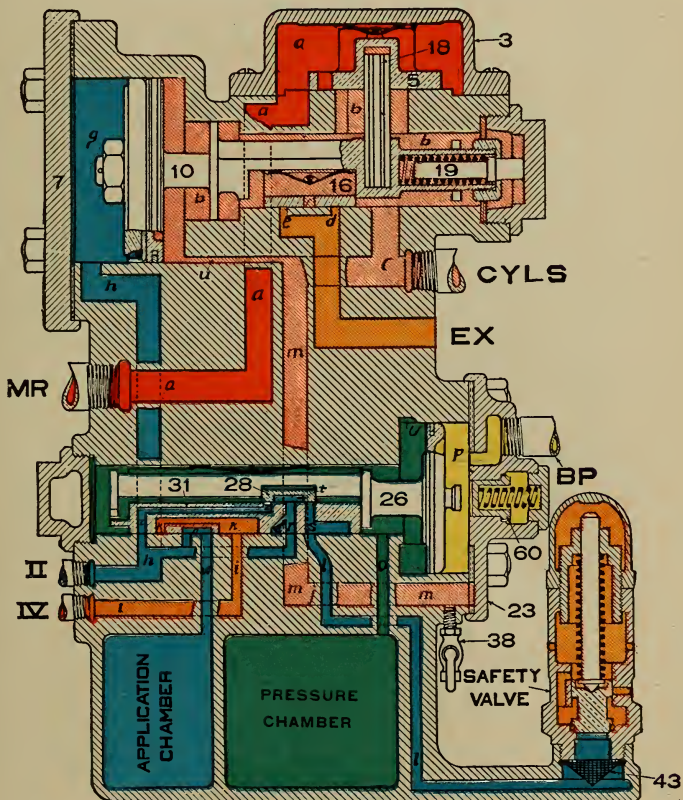 a
18
3
5
a
g
b
b
10
b
19
7
16
e
d
c
CYLS
h
u
a
EX
m
MR
a
p
BP
31
28
t
26
k
60
II
h
i
l
o
IV
l
m
m
23
38
APPLICATION
CHAMBER
PRESSURE
CHAMBER
SAFETY
VALVE
l
43